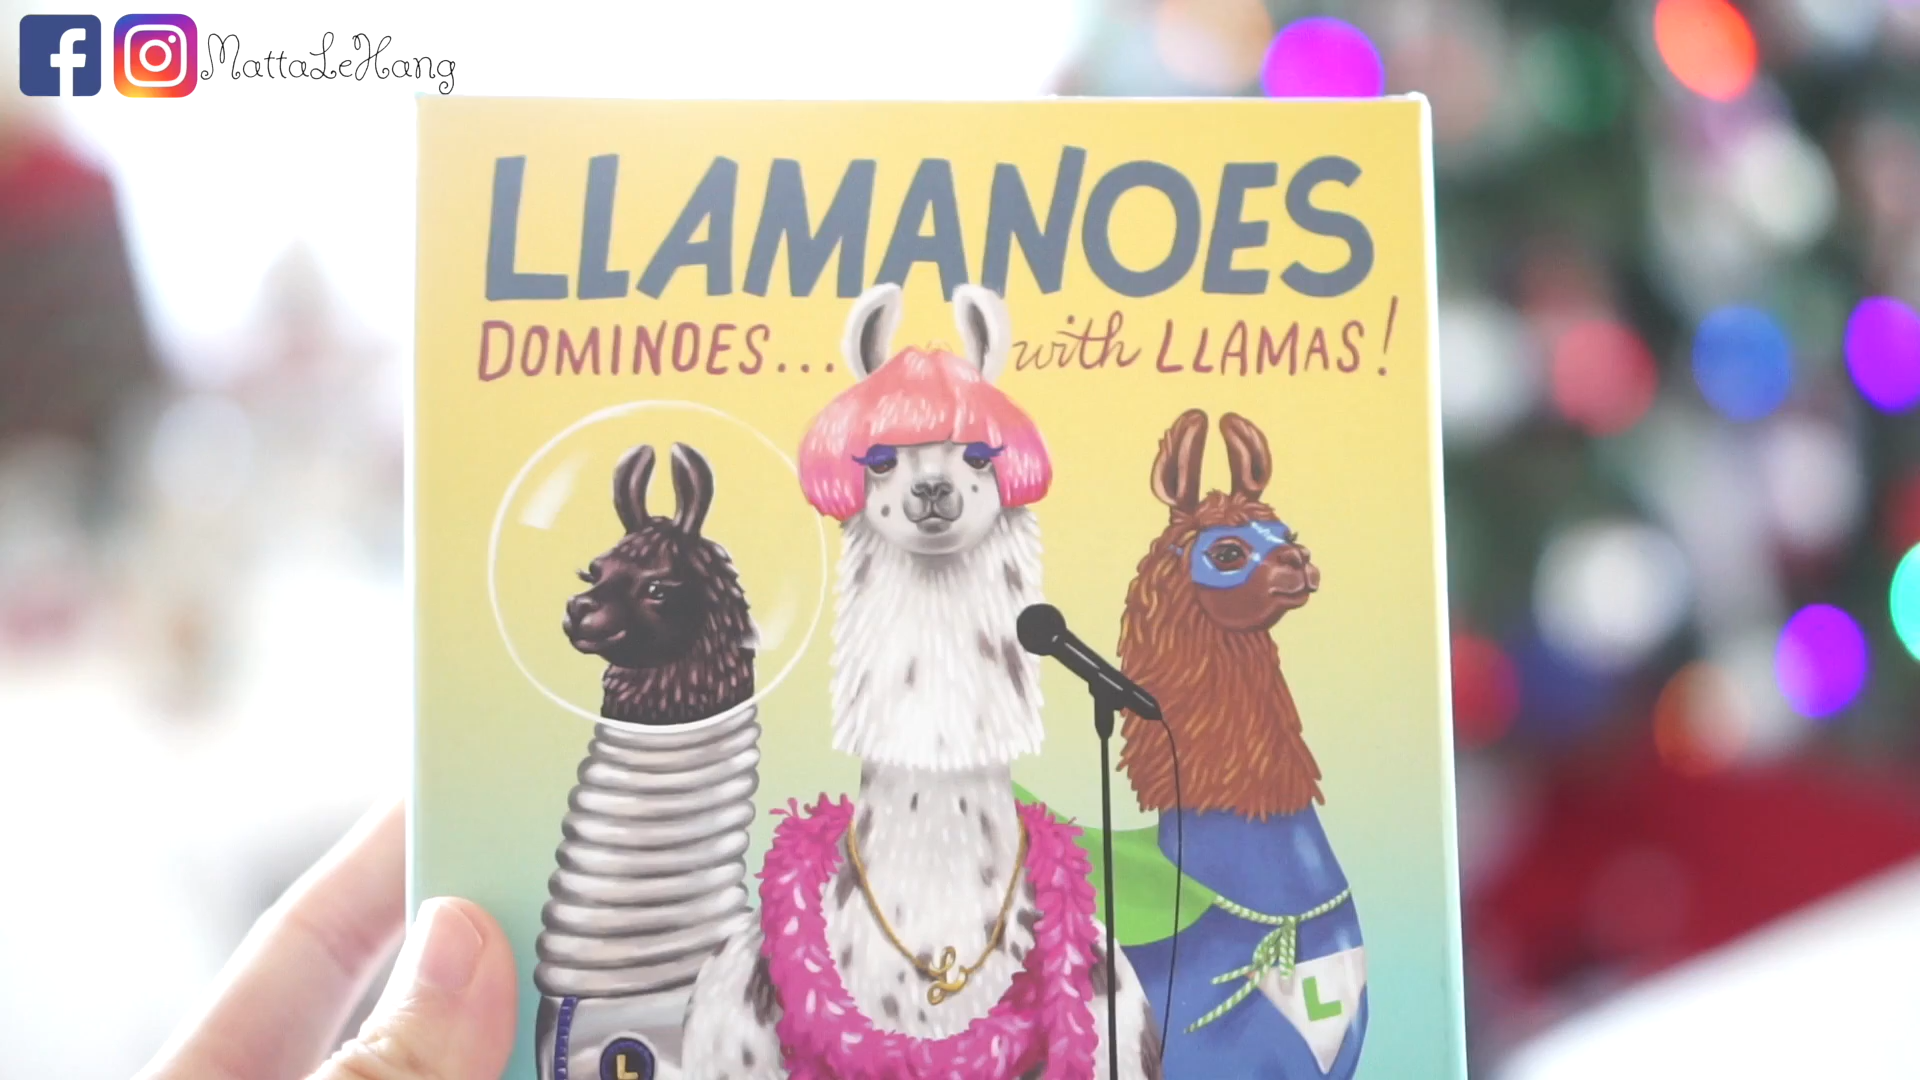 MattaLeHang
LLAMANOES
DOMINOES... with LLAMAS!
L
L
L